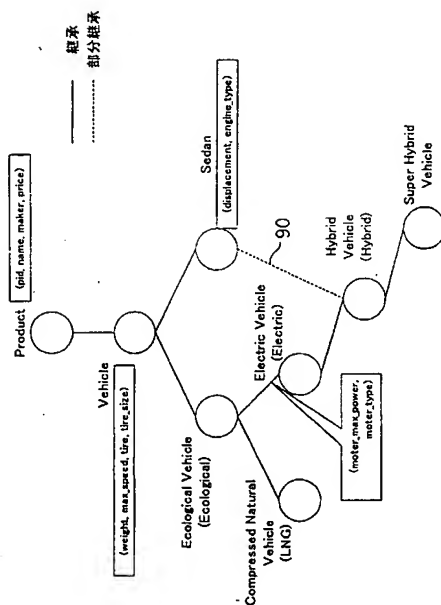 継承
部分継承
Product
(pid, name, maker, price)
Vehicle
(weight, max_speed, tire, tire_size)
Sedan
(displacement, engine_type)
90
Ecological Vehicle
(Ecological)
Electric Vehicle
(Electric)
(moter_max_power,
moter_type)
Compressed Natural
Vehicle
(LNG)
Hybrid
Vehicle
(Hybrid)
Super Hybrid
Vehicle